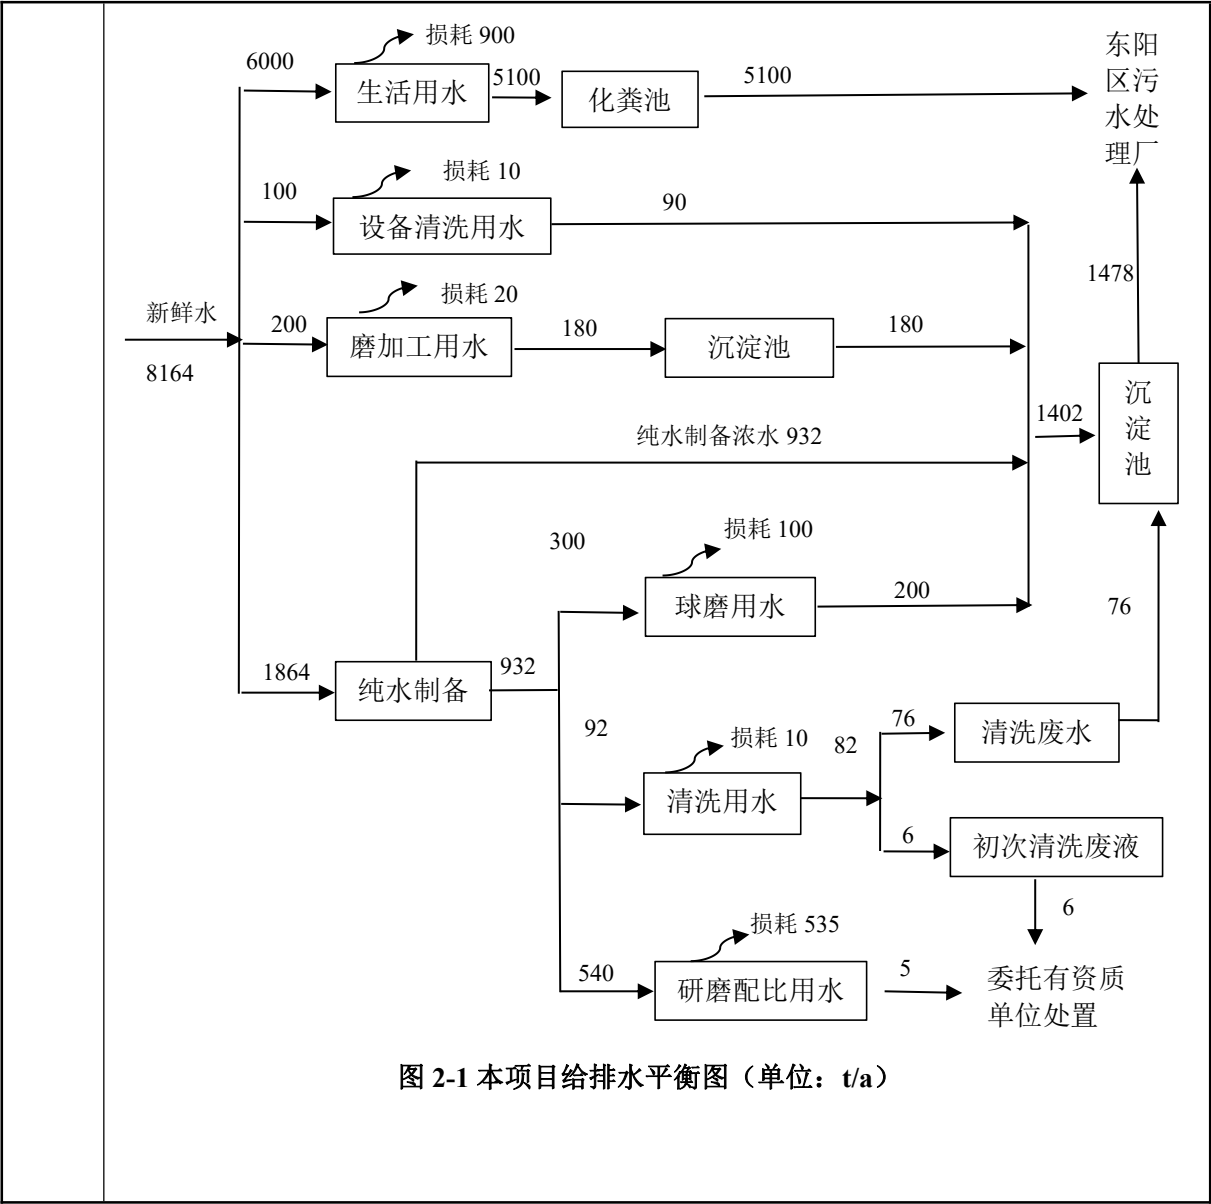 损耗 900
6000
生活用水
5100
化粪池
5100
东阳
区污
水处
理厂
损耗 10
100
设备清洗用水
90
1478
损耗 20
新鲜水
8164
200
磨加工用水
180
沉淀池
180
沉
淀
池
1402
纯水制备浓水 932
300
损耗 100
球磨用水
200
76
1864
纯水制备
932
92
损耗 10
清洗用水
82
76
清洗废水
6
初次清洗废液
6
损耗 535
540
研磨配比用水
5
委托有资质
单位处置
图 2-1 本项目给排水平衡图（单位：t/a）